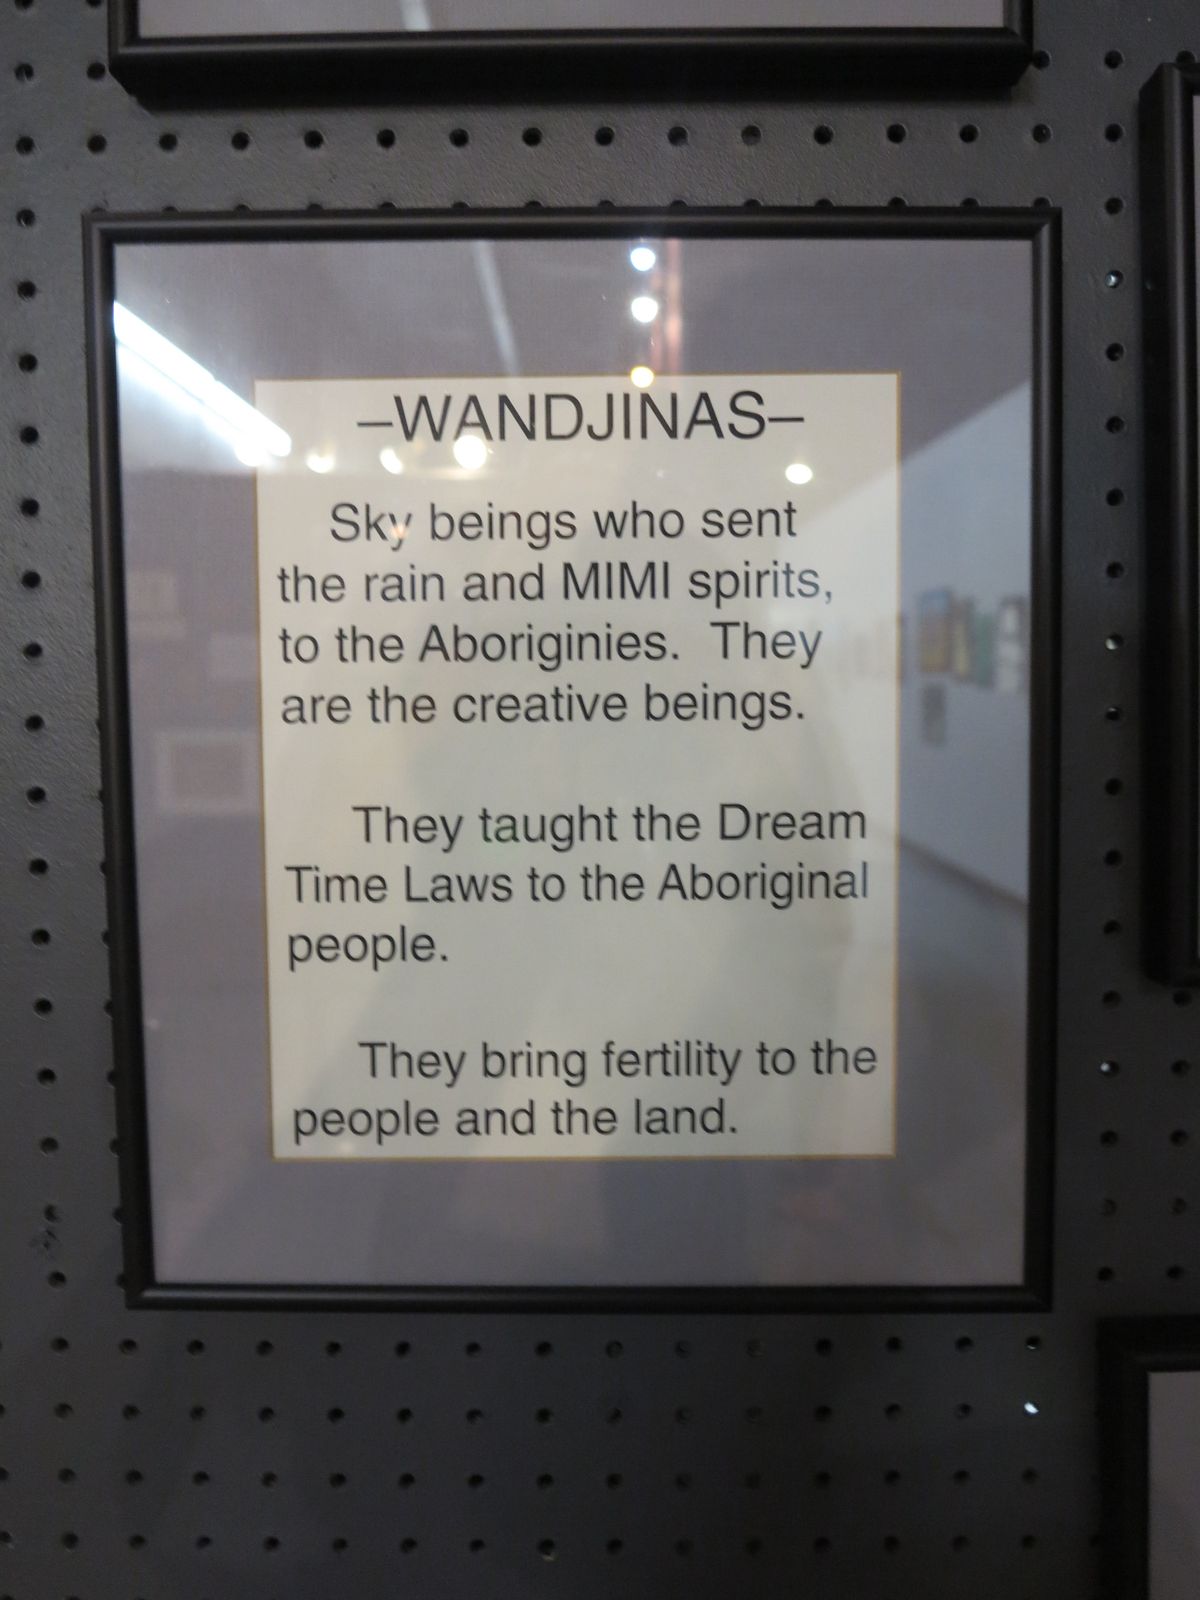 –WANDJINAS–
Sky beings who sent
the rain and MIMI spirits,
to the Aboriginies. They
are the creative beings.
They taught the Dream
Time Laws to the Aboriginal
people.
They bring fertility to the
people and the land.